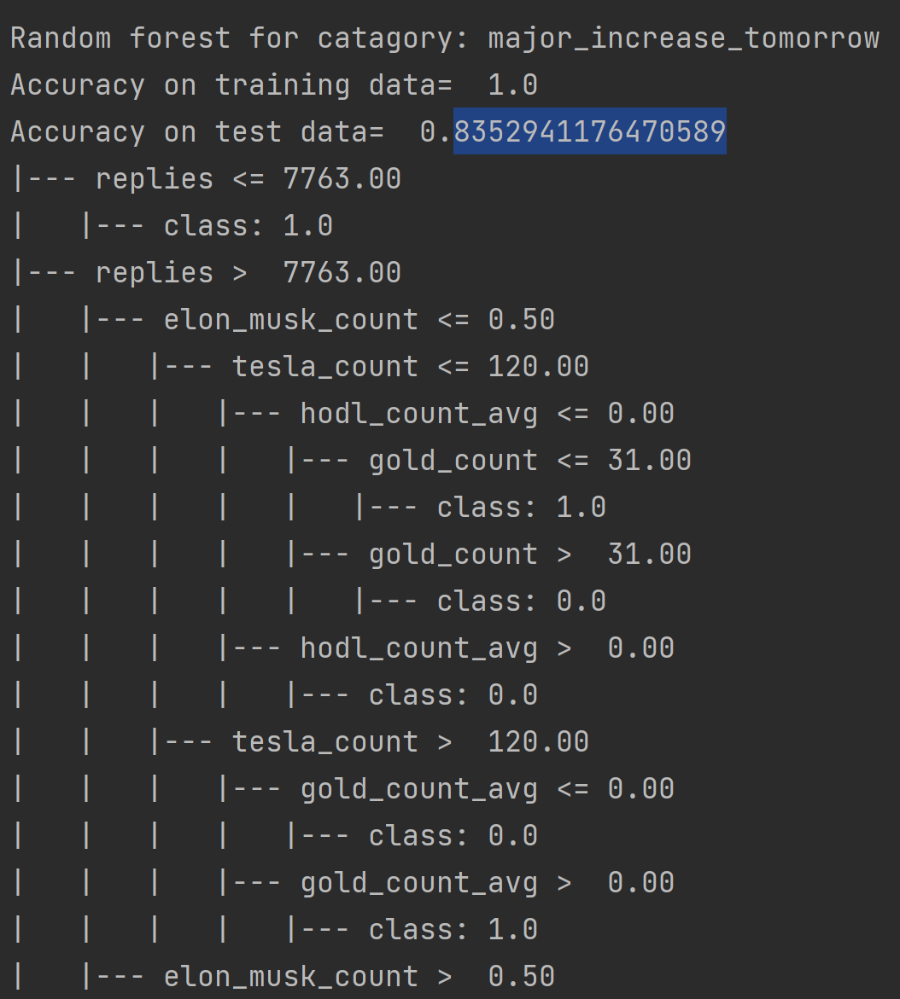 Random forest for catagory: major_increase_tomorrow
Accuracy on training data=  1.0
Accuracy on test data=  0.8352941176470589
|--- replies <= 7763.00
|   |--- class: 1.0
|--- replies >  7763.00
|   |--- elon_musk_count <= 0.50
|   |   |--- tesla_count <= 120.00
|   |   |   |--- hodl_count_avg <= 0.00
|   |   |   |   |--- gold_count <= 31.00
|   |   |   |   |   |--- class: 1.0
|   |   |   |   |--- gold_count >  31.00
|   |   |   |   |   |--- class: 0.0
|   |   |   |--- hodl_count_avg >  0.00
|   |   |   |   |--- class: 0.0
|   |   |--- tesla_count >  120.00
|   |   |   |--- gold_count_avg <= 0.00
|   |   |   |   |--- class: 0.0
|   |   |   |--- gold_count_avg >  0.00
|   |   |   |   |--- class: 1.0
|   |--- elon_musk_count >  0.50